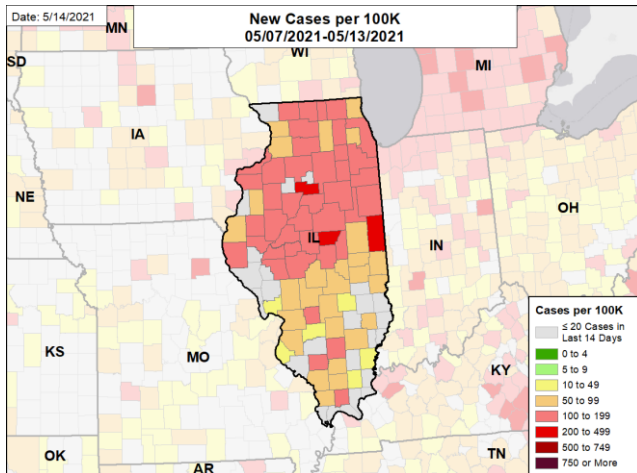 Date: 5/14/2021
New Cases per 100K
05/07/2021-05/13/2021
MN
WI
SD
MI
IA
NE
OH
IL
IN
KS
MO
KY
OK
AR
TN
Cases per 100K
≤ 20 Cases in
Last 14 Days
0 to 4
5 to 9
10 to 49
50 to 99
100 to 199
200 to 499
500 to 749
750 or More